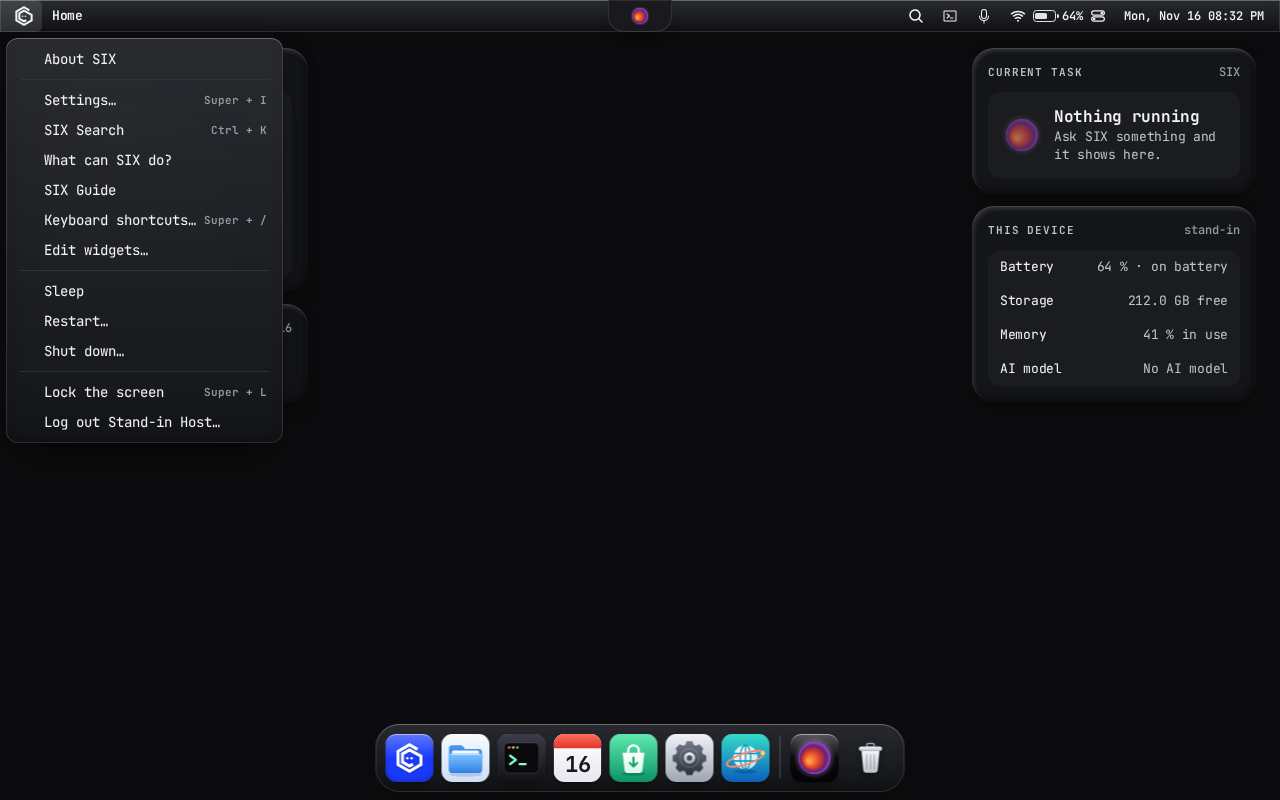 Home
64%
Mon, Nov 16 08:32 PM
About SIX
Settings… Super + I
SIX Search Ctrl + K
What can SIX do?
SIX Guide
Keyboard shortcuts… Super + /
Edit widgets…
Sleep
Restart…
Shut down…
Lock the screen Super + L
Log out Stand-in Host…
CURRENT TASK SIX
Nothing running
Ask SIX something and
it shows here.
THIS DEVICE stand-in
Battery 64 % · on battery
Storage 212.0 GB free
Memory 41 % in use
AI model No AI model
16